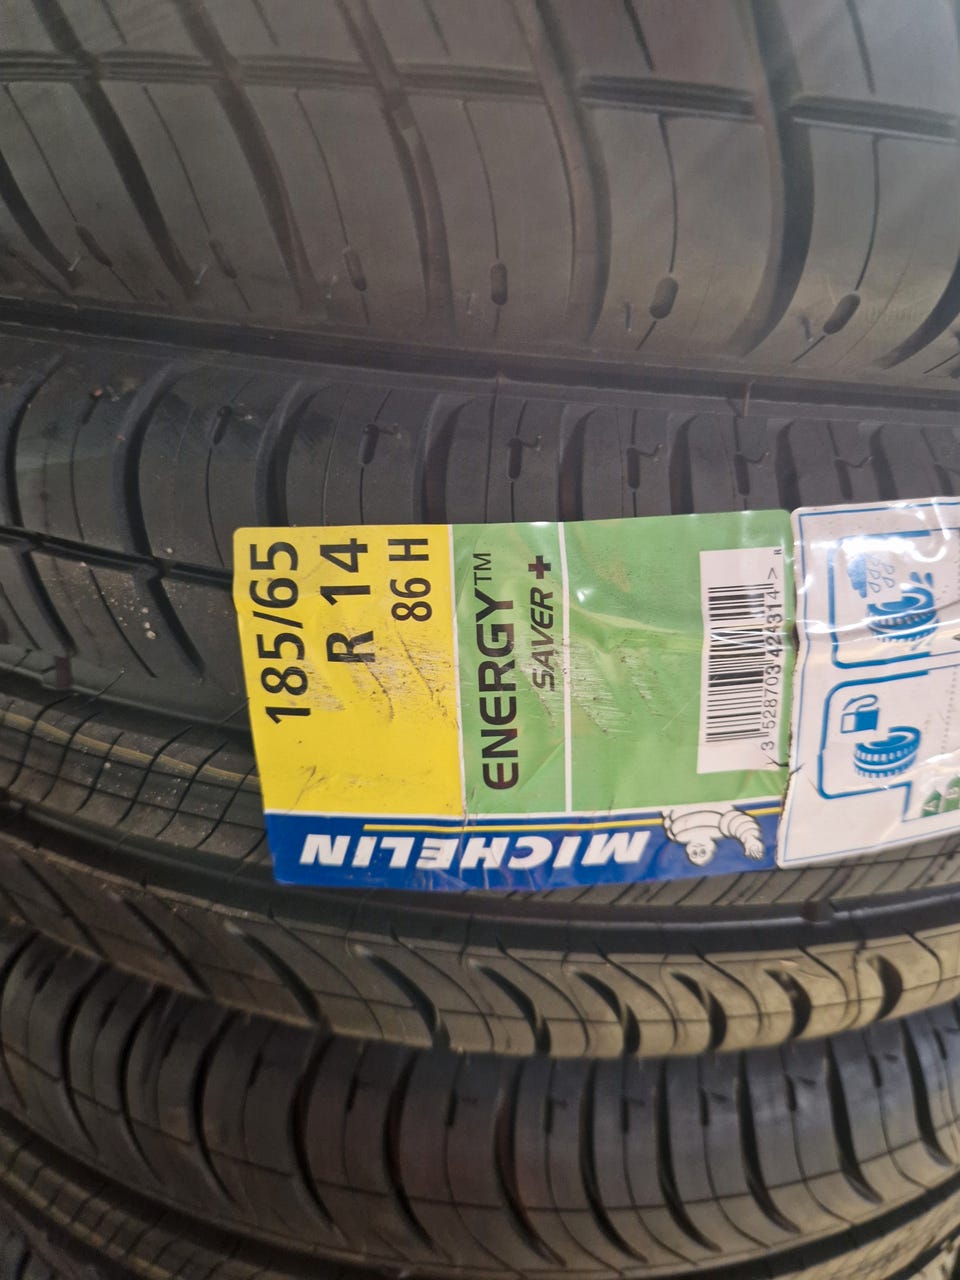 185/65
R 14
86 H
ENERGY™
SAVER+
3 528703 424314 >
R
MICHELIN